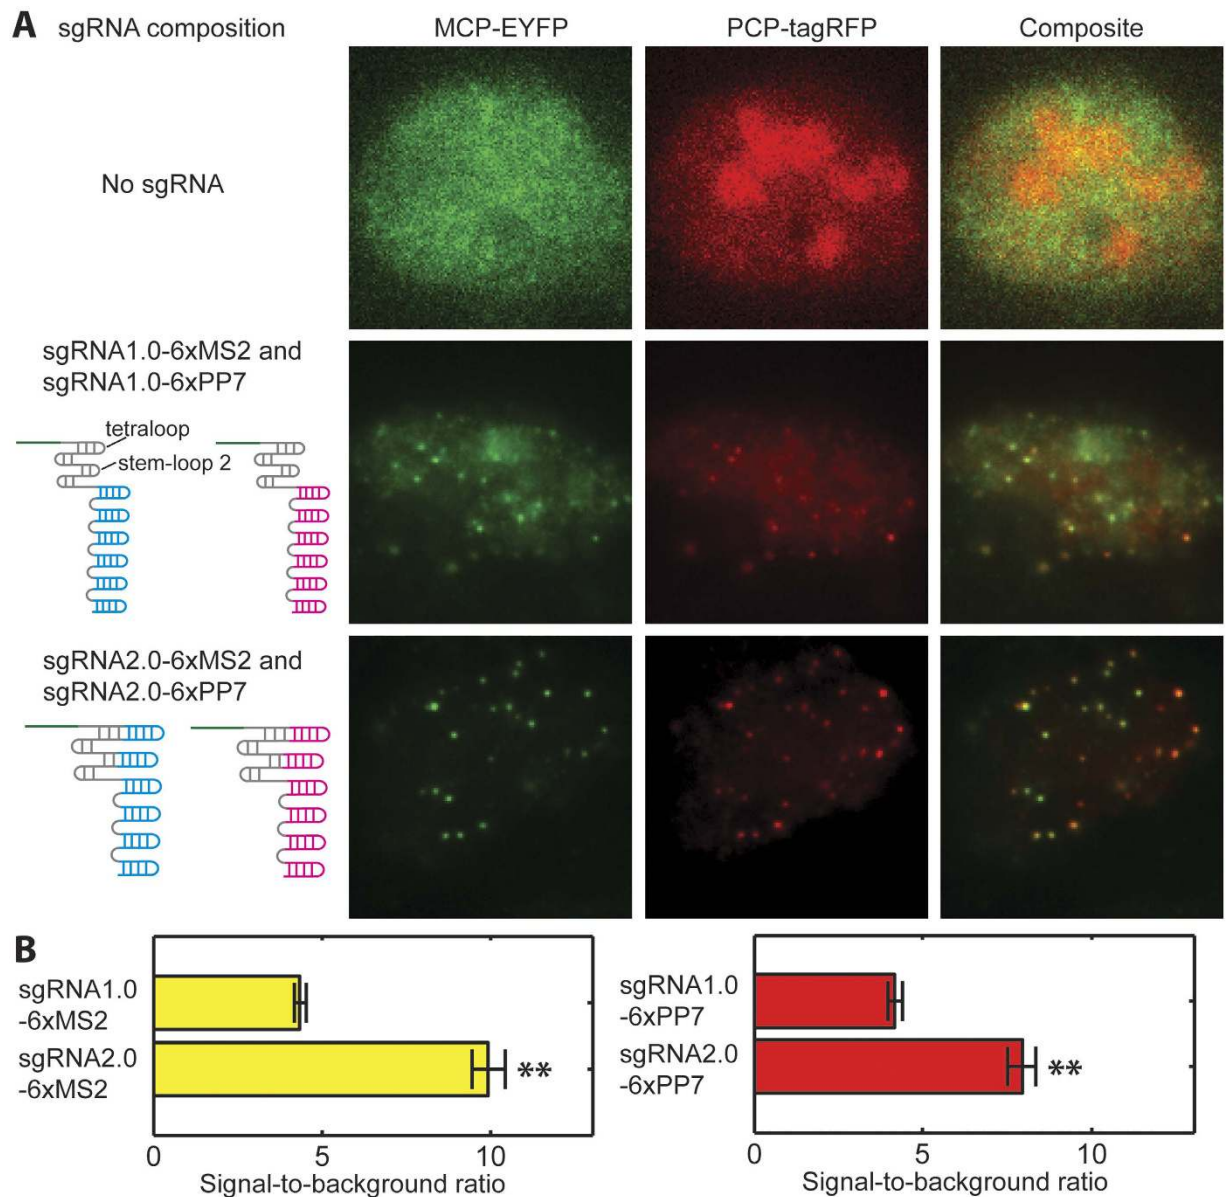 A sgRNA composition MCP-EYFP PCP-tagRFP Composite
No sgRNA
sgRNA1.0-6xMS2 and
sgRNA1.0-6xPP7
tetraloop
stem-loop 2
sgRNA2.0-6xMS2 and
sgRNA2.0-6xPP7
B
sgRNA1.0
-6xMS2
sgRNA2.0
-6xMS2
**
0 5 10
Signal-to-background ratio
sgRNA1.0
-6xPP7
sgRNA2.0
-6xPP7
**
0 5 10
Signal-to-background ratio